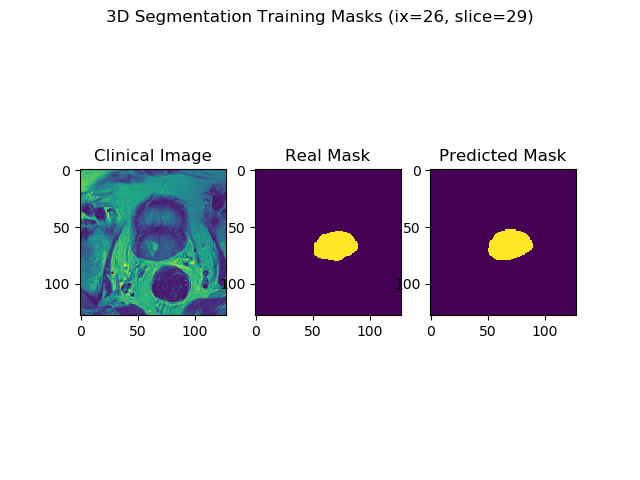 3D Segmentation Training Masks (ix=26, slice=29)
Clinical Image Real Mask Predicted Mask
0 0 0
50 50 50
100 100 100
0 50 100 0 50 100 0 50 100